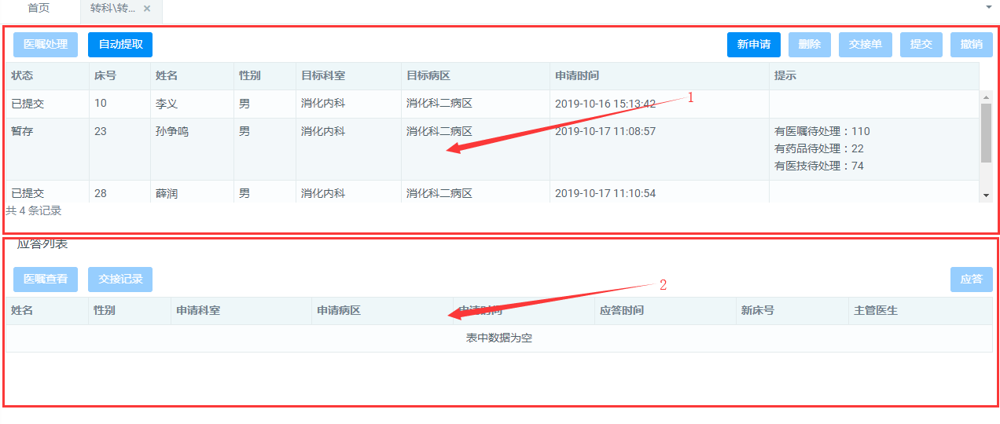 首页 转科\转...
医嘱处理 自动提取 新申请 删除 交接单 提交 撤销
状态 床号 姓名 性别 目标科室 目标病区 申请时间 提示
已提交 10 李义 男 消化内科 消化科二病区 2019-10-16 15:13:42
1
暂存 23 孙争鸣 男 消化内科 消化科二病区 2019-10-17 11:08:57 有医嘱待处理：110
有药品待处理：22
有医技待处理：74
已提交 28 薛润 男 消化内科 消化科二病区 2019-10-17 11:10:54
共 4 条记录
应答列表
医嘱查看 交接记录 应答
2
姓名 性别 申请科室 申请病区 申请时间 应答时间 新床号 主管医生
表中数据为空